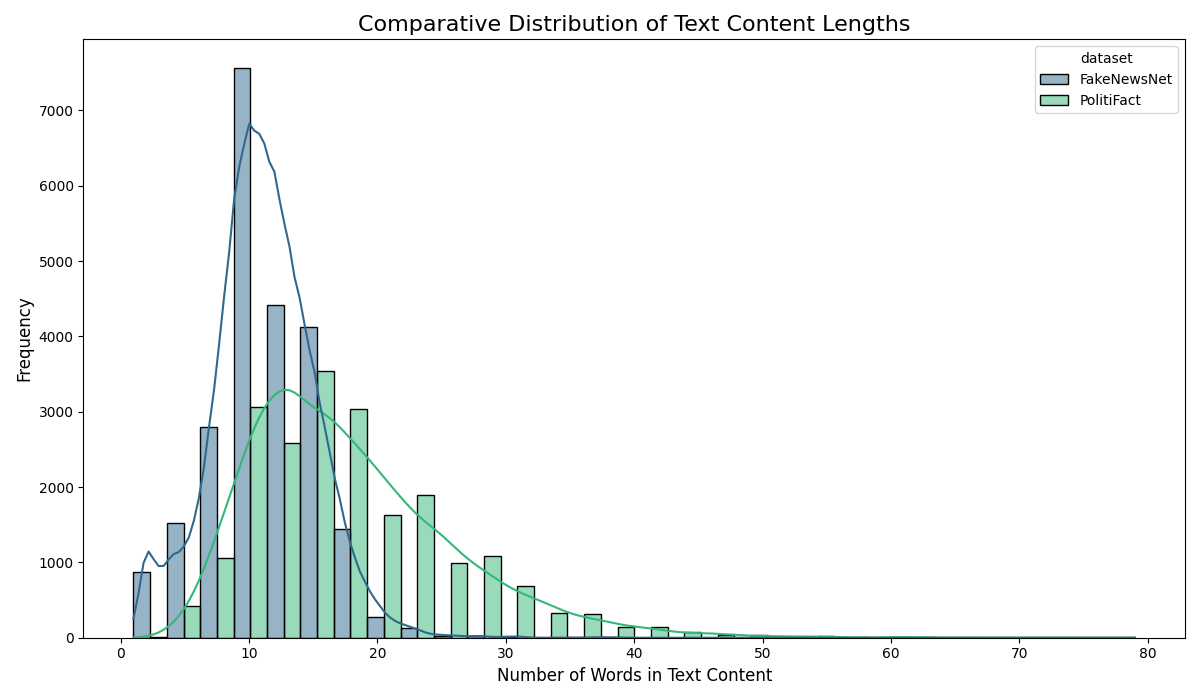 Comparative Distribution of Text Content Lengths
dataset
FakeNewsNet
PolitiFact
Frequency
7000
6000
5000
4000
3000
2000
1000
0
0 10 20 30 40 50 60 70 80
Number of Words in Text Content